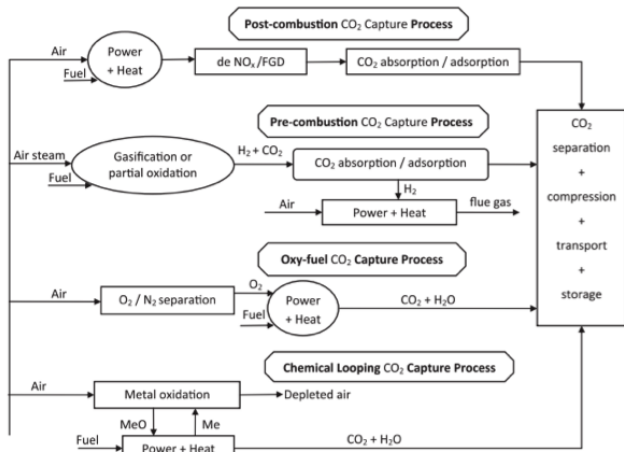 Post-combustion CO₂ Capture Process
Air
Fuel
Power
+ Heat
de NOₓ/FGD
CO₂ absorption / adsorption
Pre-combustion CO₂ Capture Process
Air steam
Fuel
Gasification or
partial oxidation
H₂ + CO₂
CO₂ absorption / adsorption
H₂
Air
Power + Heat
flue gas
CO₂
separation
+
compression
+
transport
+
storage
Oxy-fuel CO₂ Capture Process
Air
O₂ / N₂ separation
O₂
Fuel
Power
+ Heat
CO₂ + H₂O
Chemical Looping CO₂ Capture Process
Air
Metal oxidation
Depleted air
MeO
Me
Fuel
Power + Heat
CO₂ + H₂O